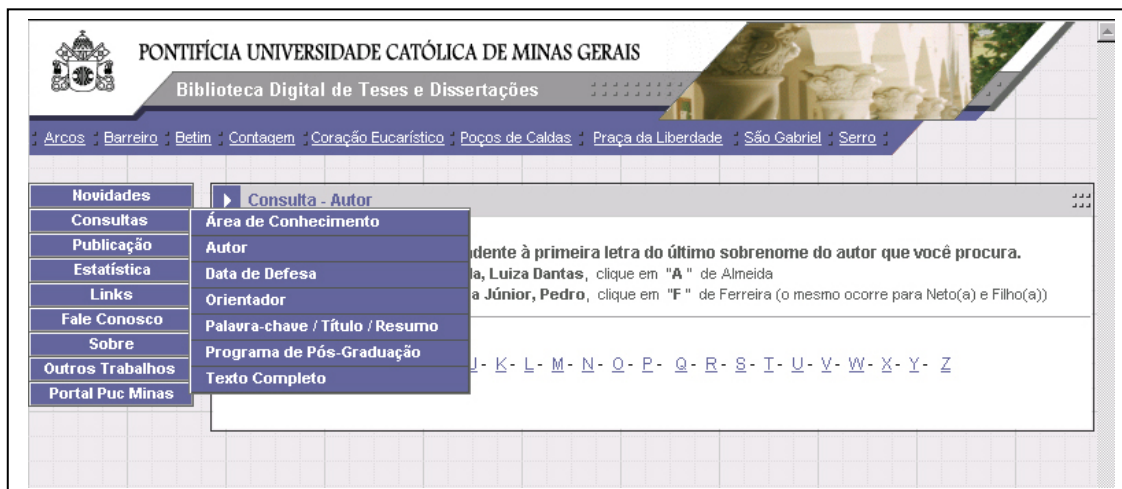 PONTIFÍCIA UNIVERSIDADE CATÓLICA DE MINAS GERAIS
Biblioteca Digital de Teses e Dissertações
Arcos Barreiro Betim Contagem Coração Eucarístico Poços de Caldas Praça da Liberdade São Gabriel Serro
Novidades
Consultas
Publicação
Estatística
Links
Fale Conosco
Sobre
Outros Trabalhos
Portal Puc Minas
Área de Conhecimento
Autor
Data de Defesa
Orientador
Palavra-chave / Título / Resumo
Programa de Pós-Graduação
Texto Completo
Consulta - Autor
à primeira letra do último sobrenome do autor que você procura.
Luiza Dantas, clique em "A" de Almeida
Júnior, Pedro, clique em "F" de Ferreira (o mesmo ocorre para Neto(a) e Filho(a))
J - K - L - M - N - O - P - Q - R - S - T - U - V - W - X - Y - Z